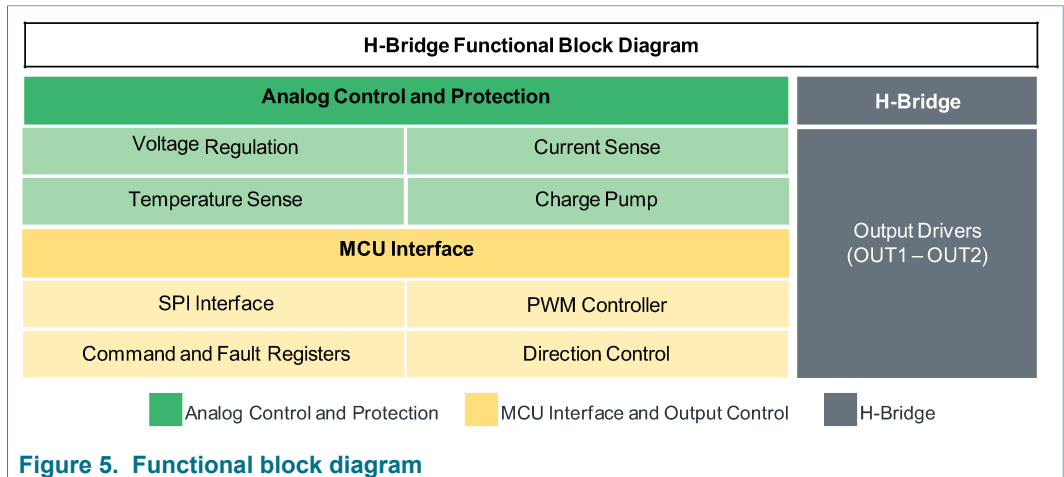 H-Bridge Functional Block Diagram
Analog Control and Protection
H-Bridge
Voltage Regulation
Current Sense
Temperature Sense
Charge Pump
MCU Interface
SPI Interface
PWM Controller
Command and Fault Registers
Direction Control
Output Drivers
(OUT1 – OUT2)
Analog Control and Protection
MCU Interface and Output Control
H-Bridge
Figure 5. Functional block diagram